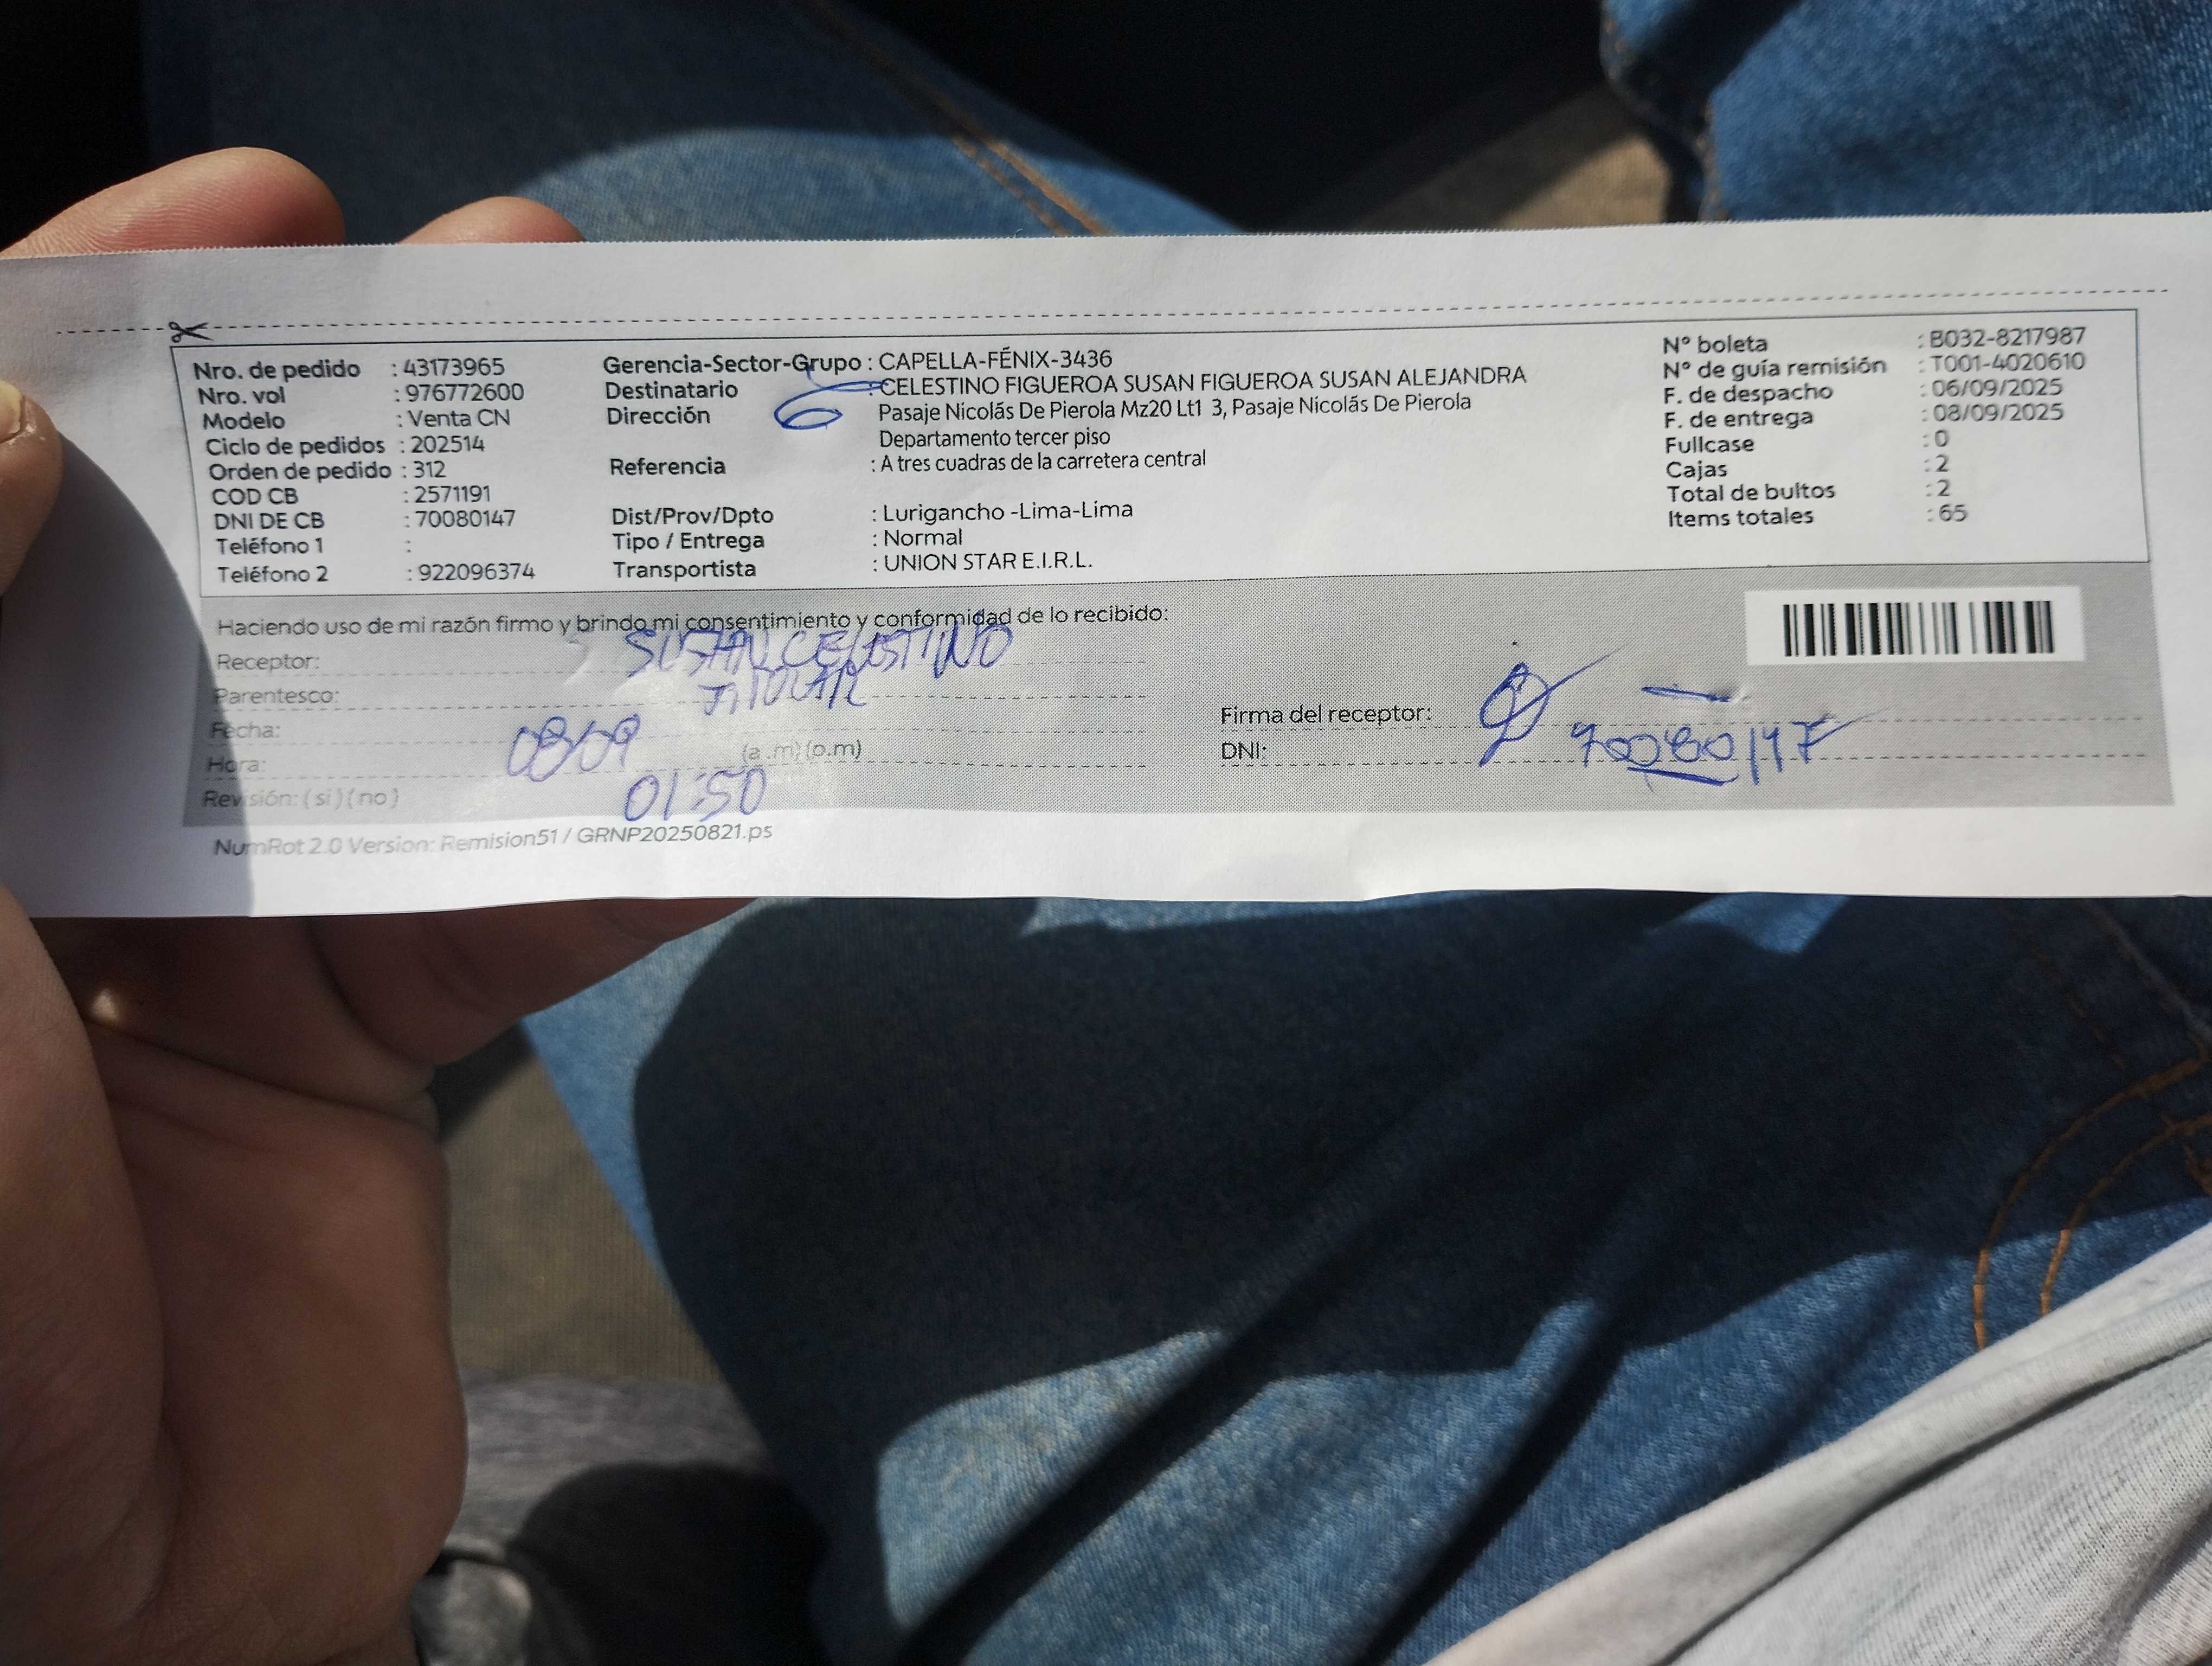 Nro. de pedido : 43173965
Nro. vol : 976772600
Modelo : Venta CN
Ciclo de pedidos : 202514
Orden de pedido : 312
COD CB : 2571191
DNI DE CB : 70080147
Teléfono 1 :
Teléfono 2 : 922096374
Gerencia-Sector-Grupo : CAPELLA-FÉNIX-3436
Destinatario : CELESTINO FIGUEROA SUSAN FIGUEROA SUSAN ALEJANDRA
Dirección Pasaje Nicolás De Pierola Mz20 Lt1 3, Pasaje Nicolás De Pierola
Departamento tercer piso
Referencia : A tres cuadras de la carretera central
Dist/Prov/Dpto : Lurigancho -Lima-Lima
Tipo / Entrega : Normal
Transportista : UNION STAR E.I.R.L.
N° boleta : B032-8217987
N° de guía remisión : T001-4020610
F. de despacho : 06/09/2025
F. de entrega : 08/09/2025
Fullcase : 0
Cajas : 2
Total de bultos : 2
Items totales : 65
6
Haciendo uso de mi razón firmo y brindo mi consentimiento y conformidad de lo recibido:
Receptor: SUSAN CELESTINO
Parentesco: TITULAR
Fecha: 08/09
Hora: (a .m) (p.m)
01:50
Revisión: ( si ) ( no )
Firma del receptor:
DNI: 70080147
NumRot 2.0 Version: Remision51 / GRNP20250821.ps